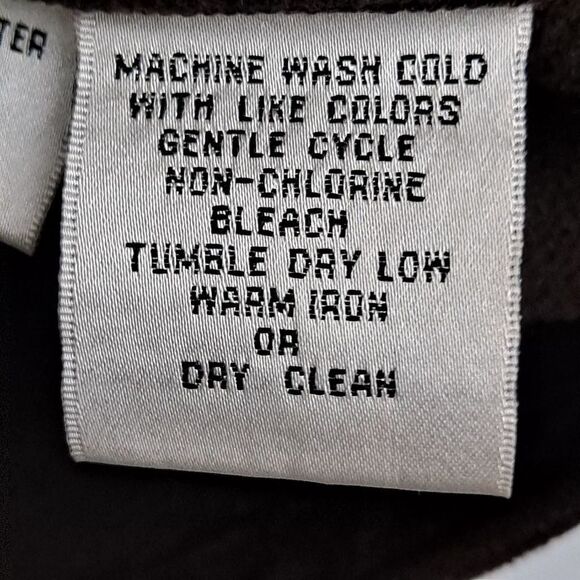 TER
MACHINE WASH COLD
WITH LIKE COLORS
GENTLE CYCLE
NON-CHLORINE
BLEACH
TUMBLE DRY LOW
WARM IRON
OR
DRY CLEAN